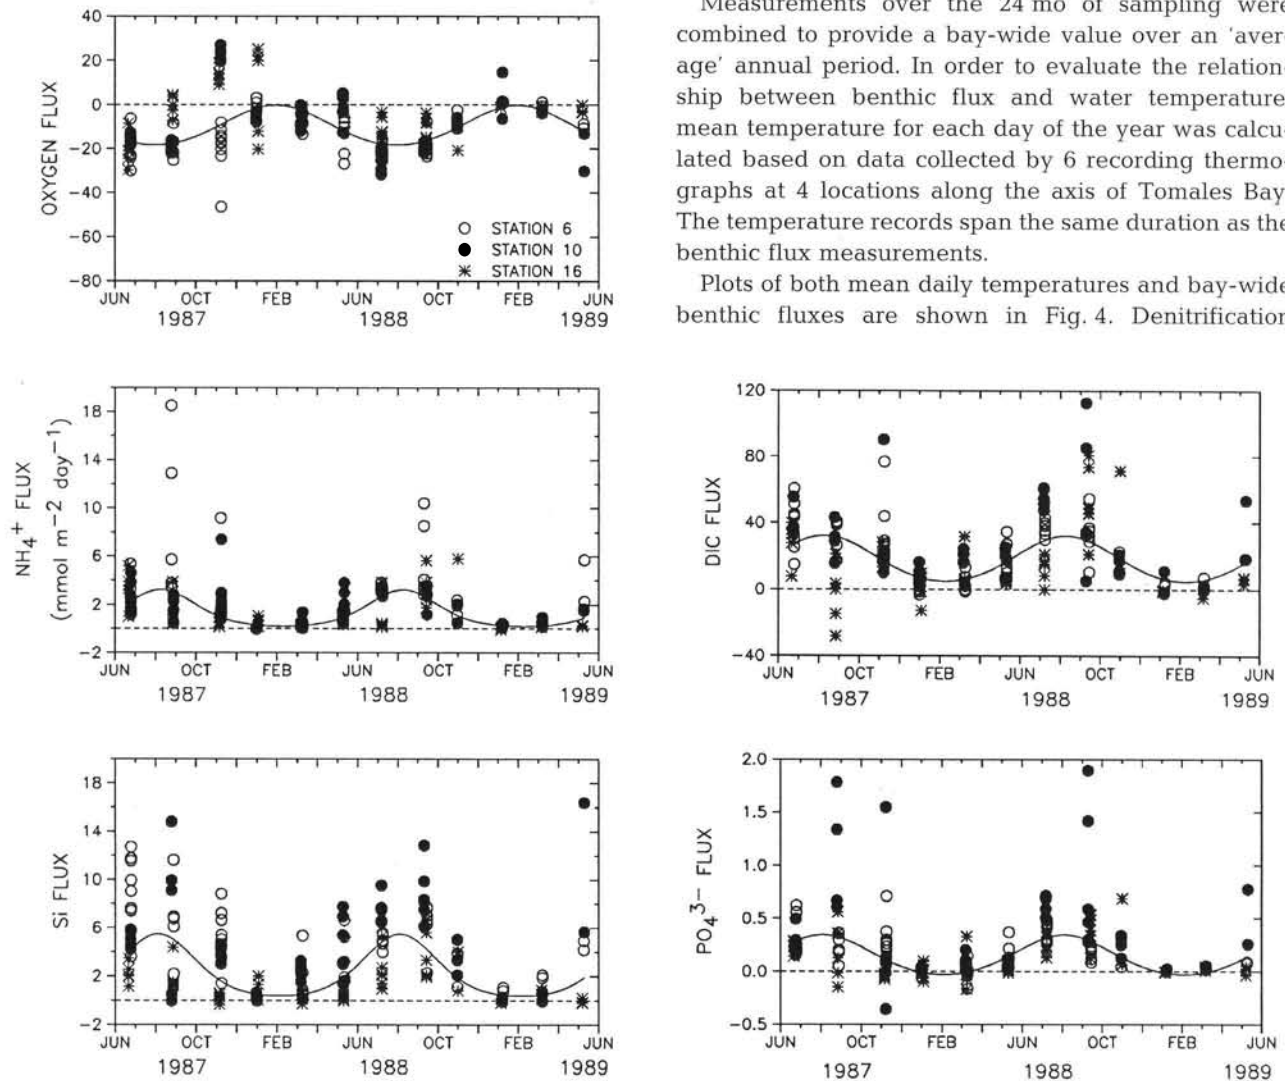 Measurements over the 24 mo of sampling were
combined to provide a bay-wide value over an 'aver
age' annual period. In order to evaluate the relation
ship between benthic flux and water temperature
mean temperature for each day of the year was calcu
lated based on data collected by 6 recording thermo
graphs at 4 locations along the axis of Tomales Bay
The temperature records span the same duration as the
benthic flux measurements.
Plots of both mean daily temperatures and bay-wide
benthic fluxes are shown in Fig. 4. Denitrification
OXYGEN FLUX
40
20
0
−20
−40
−60
−80
○ STATION 6
● STATION 10
✳ STATION 16
JUN OCT FEB JUN OCT FEB JUN
1987 1988 1989
NH₄⁺ FLUX
(mmol m−2 day−1)
18
14
10
6
2
−2
JUN OCT FEB JUN OCT FEB JUN
1987 1988 1989
DIC FLUX
120
80
40
0
−40
JUN OCT FEB JUN OCT FEB JUN
1987 1988 1989
Si FLUX
18
14
10
6
2
−2
JUN OCT FEB JUN OCT FEB JUN
1987 1988 1989
PO₄³⁻ FLUX
2.0
1.5
1.0
0.5
0.0
−0.5
JUN OCT FEB JUN OCT FEB JUN
1987 1988 1989